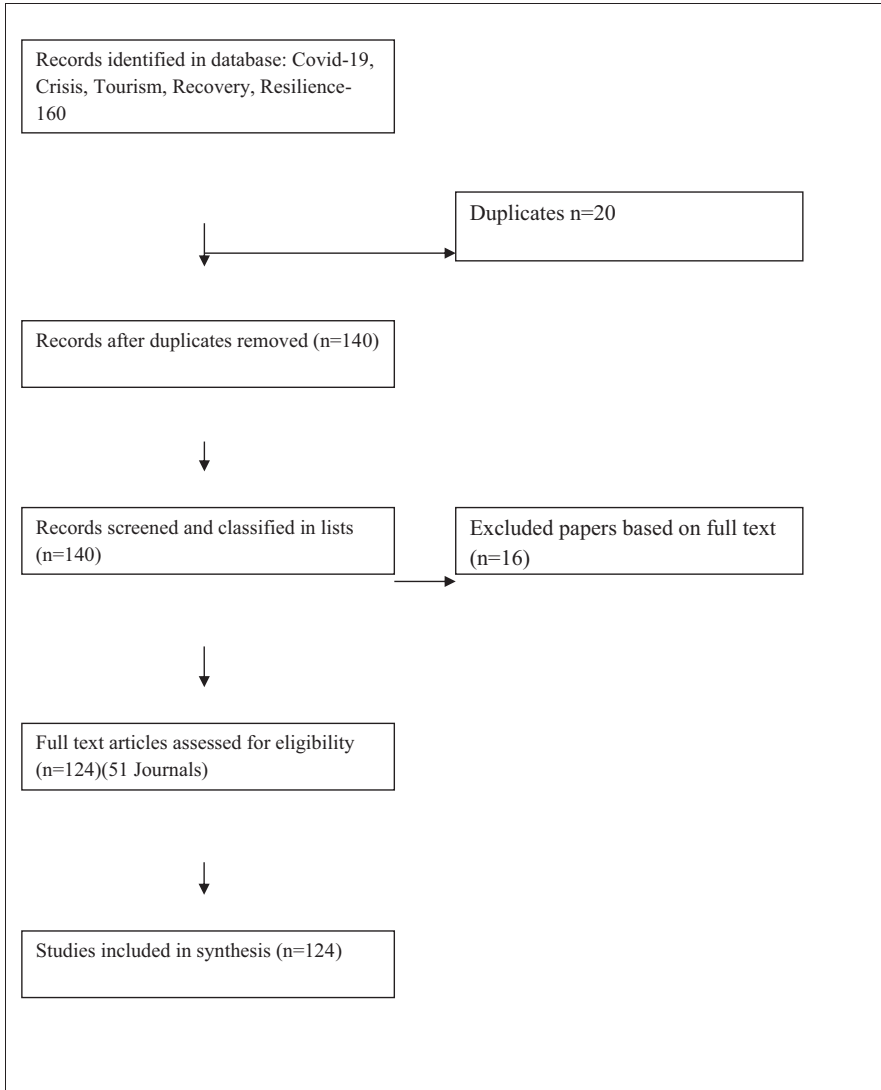 Records identified in database: Covid-19,
Crisis, Tourism, Recovery, Resilience-
160
Duplicates n=20
Records after duplicates removed (n=140)
Records screened and classified in lists
(n=140)
Excluded papers based on full text
(n=16)
Full text articles assessed for eligibility
(n=124)(51 Journals)
Studies included in synthesis (n=124)